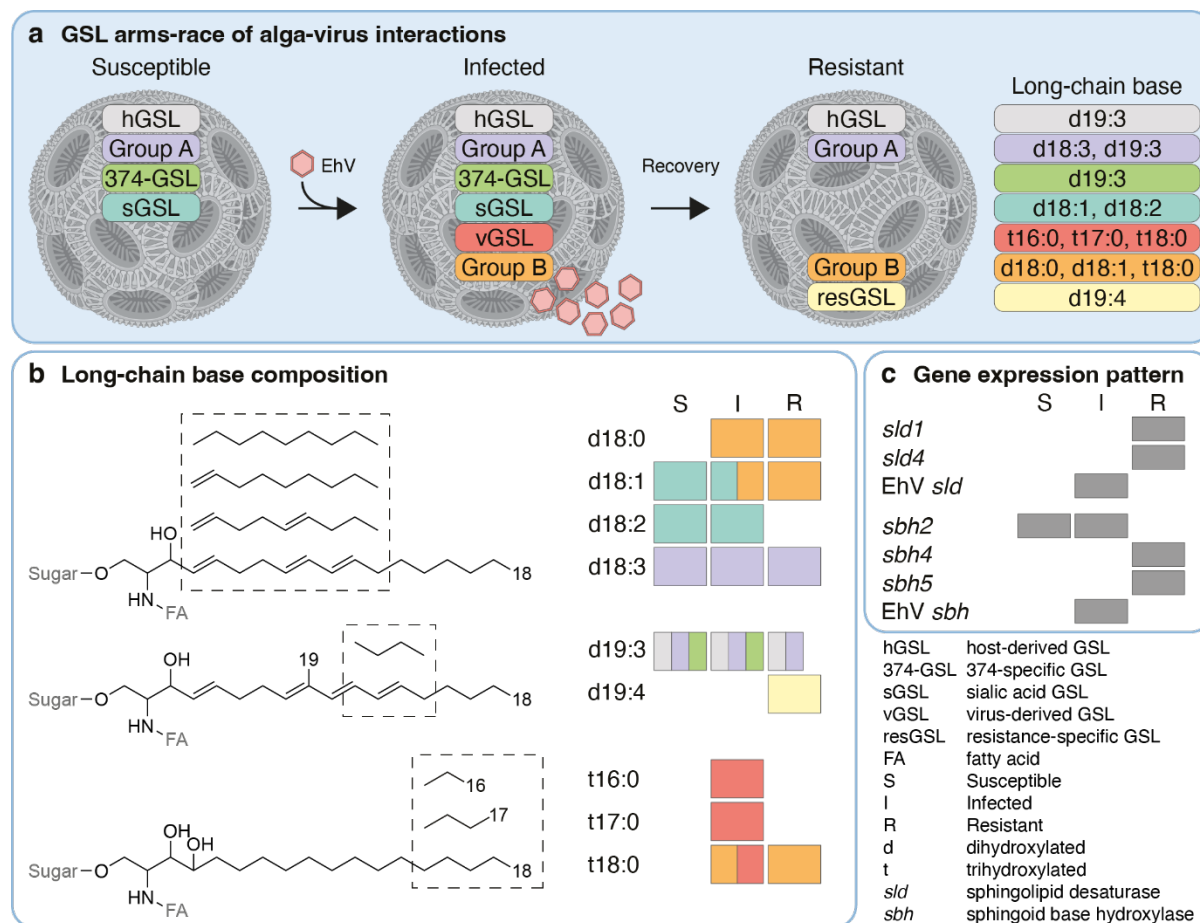 a GSL arms-race of alga-virus interactions
Susceptible
Infected
Resistant
Long-chain base
hGSL
Group A
374-GSL
sGSL
EhV
hGSL
Group A
374-GSL
sGSL
vGSL
Group B
Recovery
hGSL
Group A
Group B
resGSL
d19:3
d18:3, d19:3
d19:3
d18:1, d18:2
t16:0, t17:0, t18:0
d18:0, d18:1, t18:0
d19:4
b Long-chain base composition
S I R
d18:0
d18:1
d18:2
d18:3
HO
Sugar O
18
HN
FA
d19:3
d19:4
OH
19
Sugar O
18
HN
FA
t16:0
t17:0
t18:0
16
17
OH
OH
Sugar O
18
HN
FA
c Gene expression pattern
S I R
sld1
sld4
EhV sld
sbh2
sbh4
sbh5
EhV sbh
hGSL host-derived GSL
374-GSL 374-specific GSL
sGSL sialic acid GSL
vGSL virus-derived GSL
resGSL resistance-specific GSL
FA fatty acid
S Susceptible
I Infected
R Resistant
d dihydroxylated
t trihydroxylated
sld sphingolipid desaturase
sbh sphingoid base hydroxylase